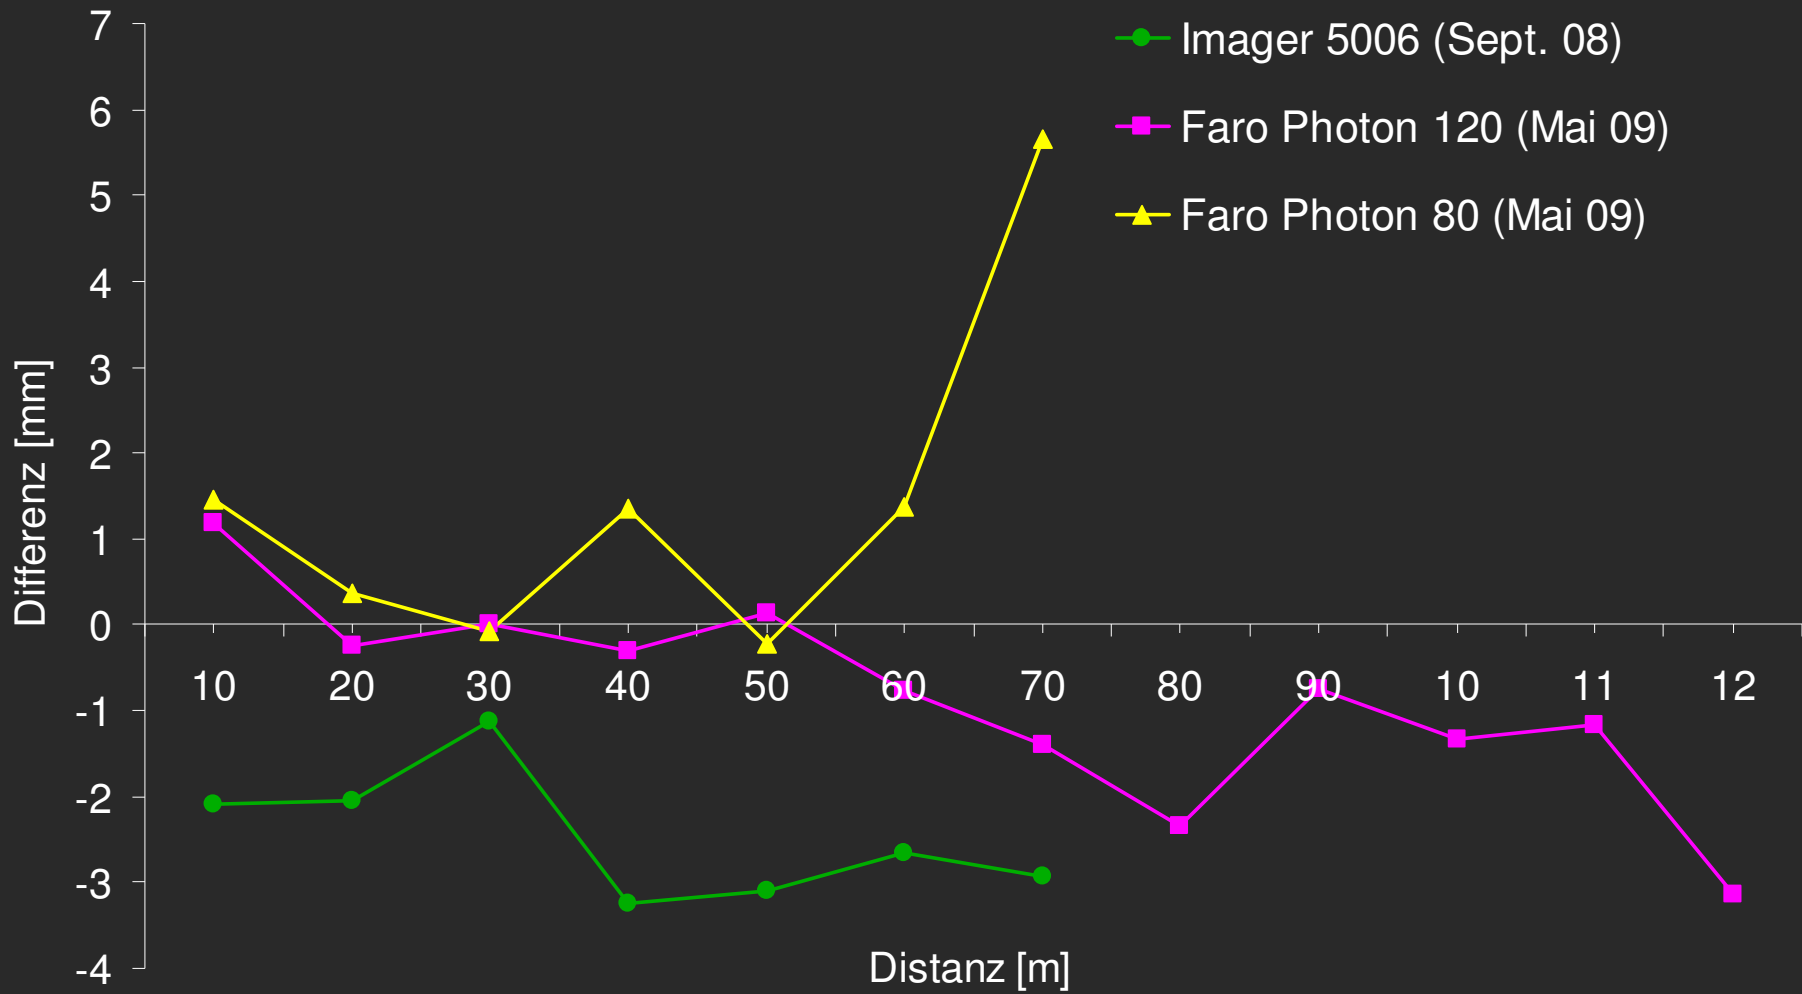 7
6
5
4
3
2
1
0
-1
-2
-3
-4
Differenz [mm]
10 20 30 40 50 60 70 80 90 10 11 12
Distanz [m]
Imager 5006 (Sept. 08)
Faro Photon 120 (Mai 09)
Faro Photon 80 (Mai 09)